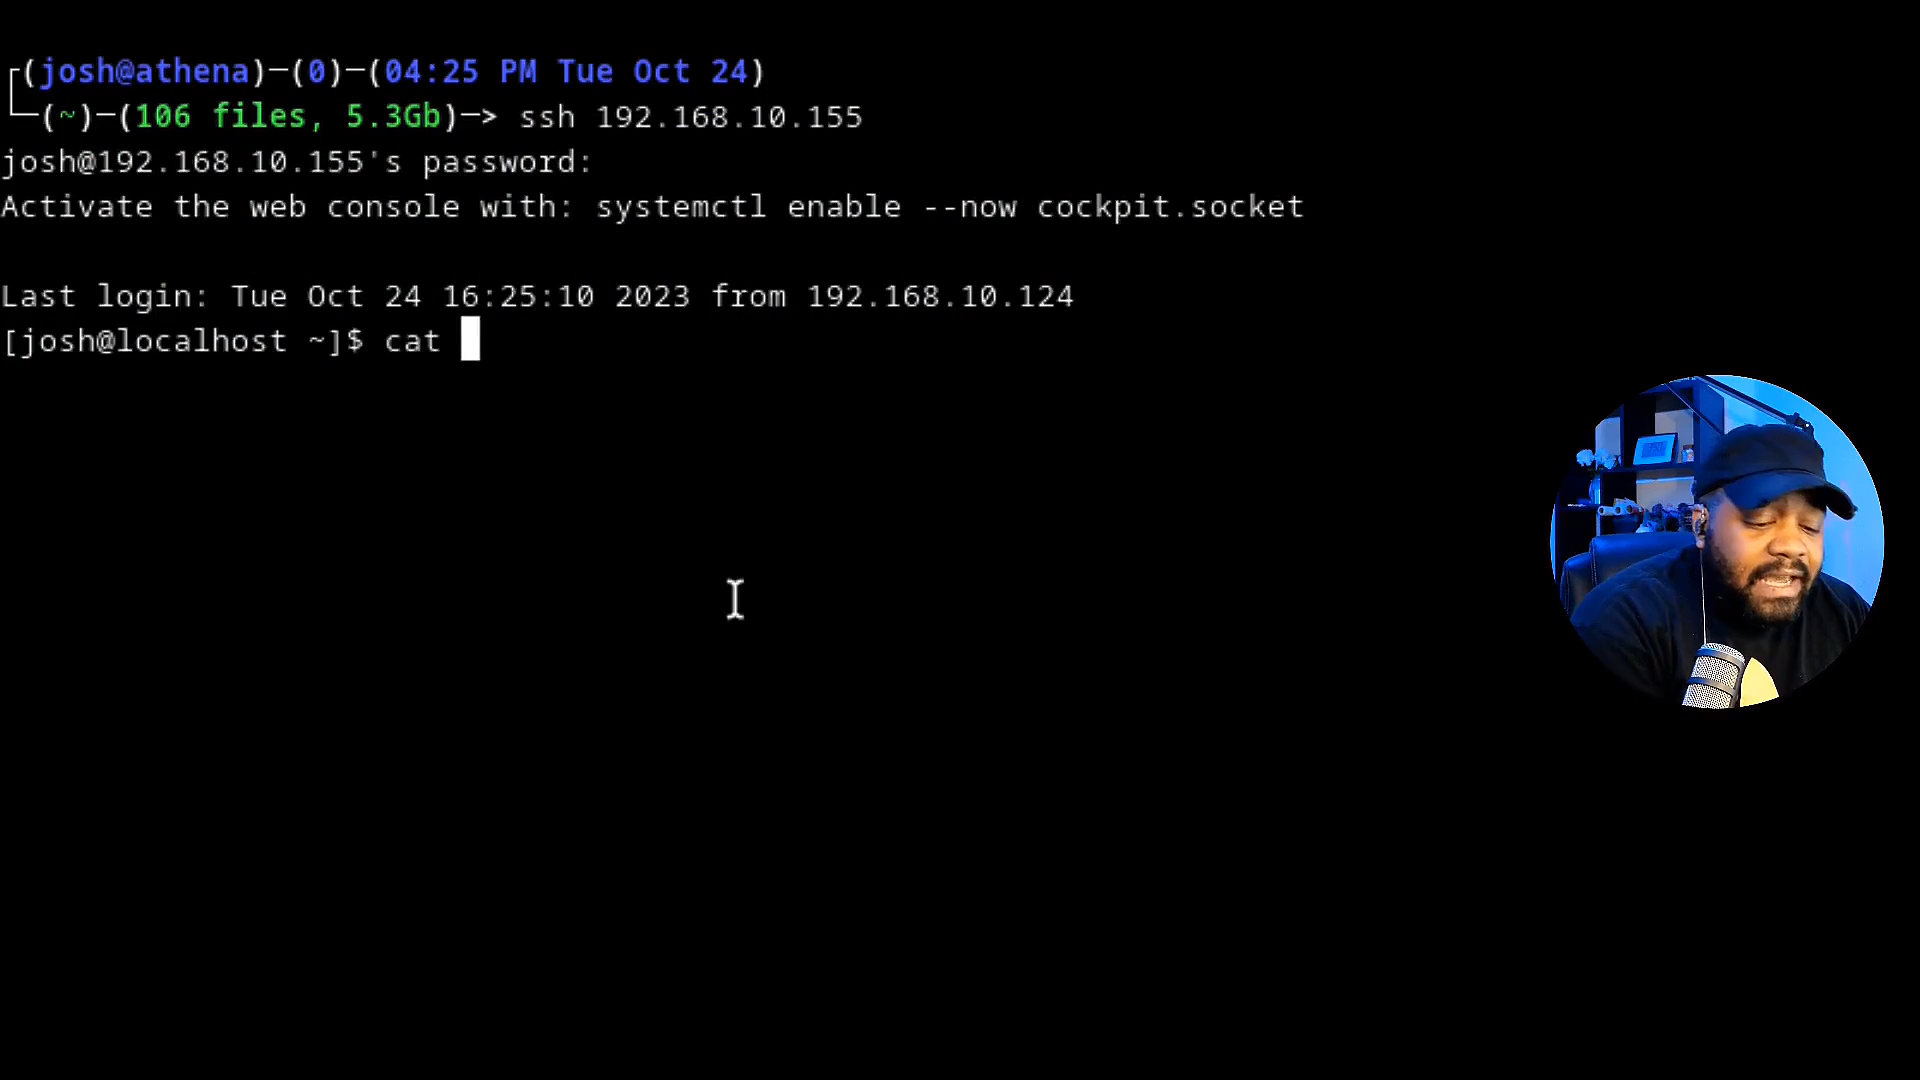 ┌(josh@athena)─(0)─(04:25 PM Tue Oct 24)
└─(~)─(106 files, 5.3Gb)─> ssh 192.168.10.155
josh@192.168.10.155's password:
Activate the web console with: systemctl enable --now cockpit.socket
Last login: Tue Oct 24 16:25:10 2023 from 192.168.10.124
[josh@localhost ~]$ cat